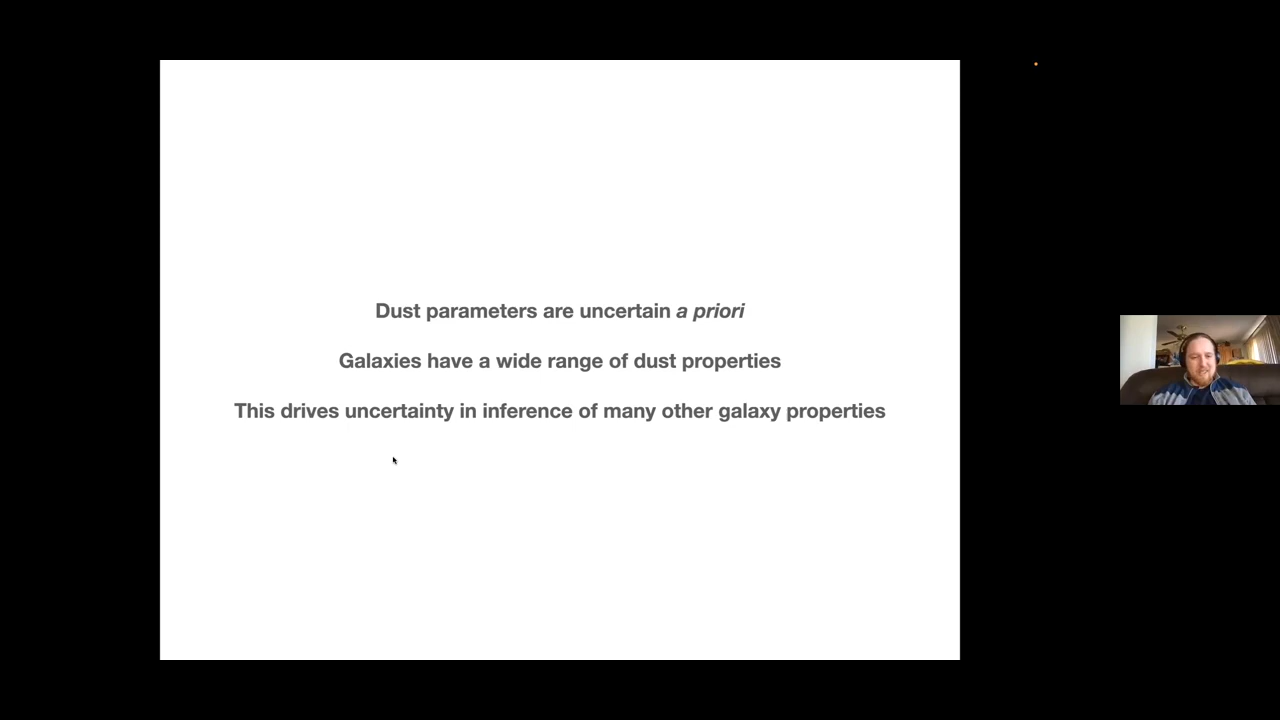 Dust parameters are uncertain a priori
Galaxies have a wide range of dust properties
This drives uncertainty in inference of many other galaxy properties